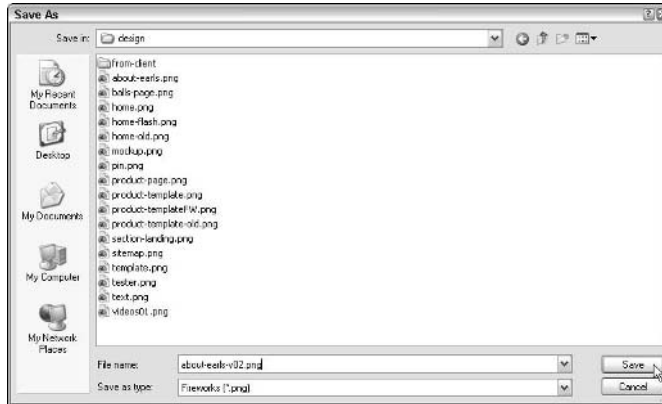 Save As
Save in:
design
from-client
about-earls.png
balls-page.png
home.png
home-flash.png
home-old.png
mockup.png
pin.png
product-page.png
product-template.png
product-templateFW.png
product-template-old.png
section-landing.png
sitemap.png
template.png
tester.png
text.png
videos01.png
My Recent
Documents
Desktop
My Documents
My Computer
My Network
Places
File name:
about-earls-v02.png
Save
Save as type:
Fireworks (*.png)
Cancel